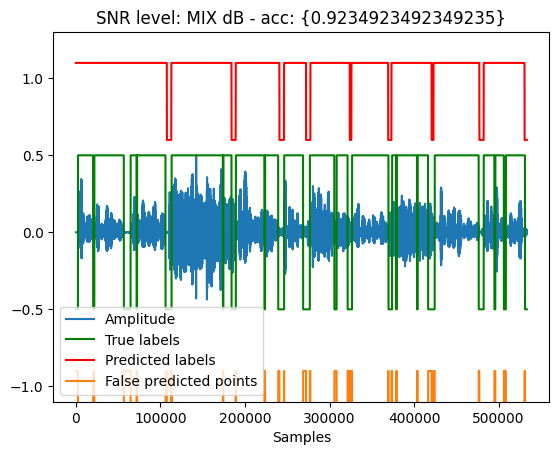 SNR level: MIX dB - acc: {0.9234923492349235}
1.0
0.5
0.0
−0.5
−1.0
Amplitude
True labels
Predicted labels
False predicted points
0 100000 200000 300000 400000 500000
Samples